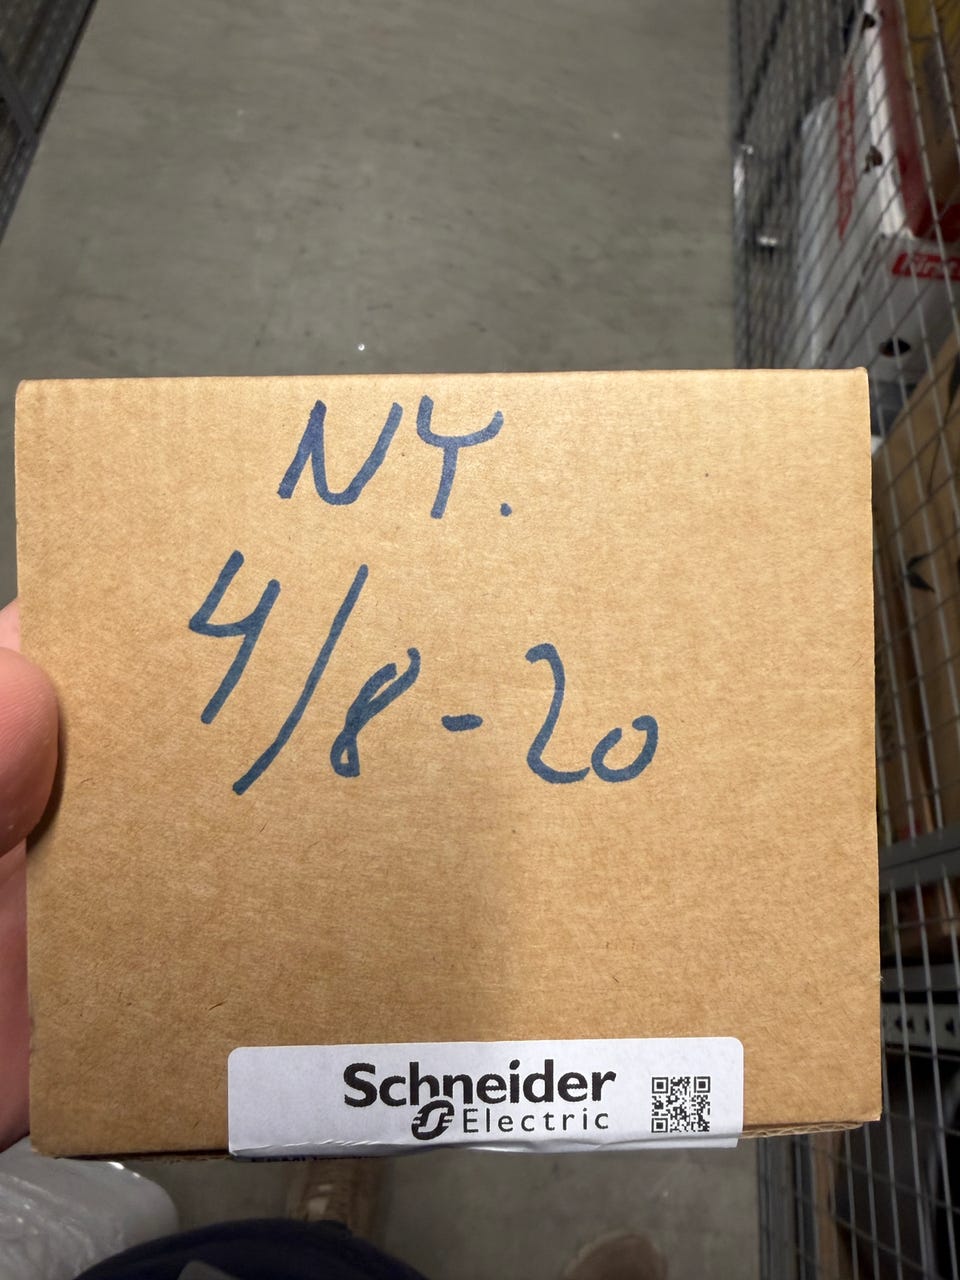 NY.
4/8-20
Schneider
Electric